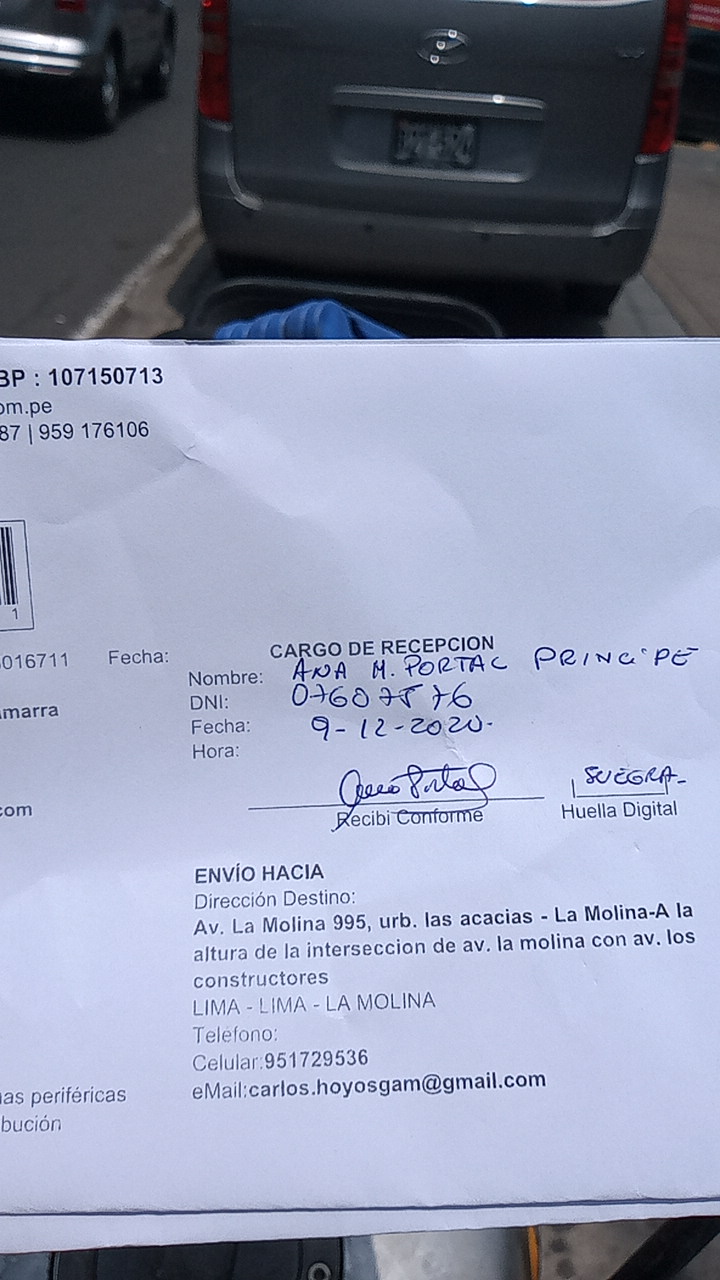 BP : 107150713
om.pe
87 | 959 176106
1
016711
Fecha:
CARGO DE RECEPCION
Nombre: ANA M. PORTAL PRINCIPE
DNI: 07607576
Fecha: 9-12-2020.
Hora:
marra
com
SUEGRA
Recibi Conforme
Huella Digital
ENVÍO HACIA
Dirección Destino:
Av. La Molina 995, urb. las acacias - La Molina-A la
altura de la interseccion de av. la molina con av. los
constructores
LIMA - LIMA - LA MOLINA
Teléfono:
Celular:951729536
eMail:carlos.hoyosgam@gmail.com
as periféricas
bución